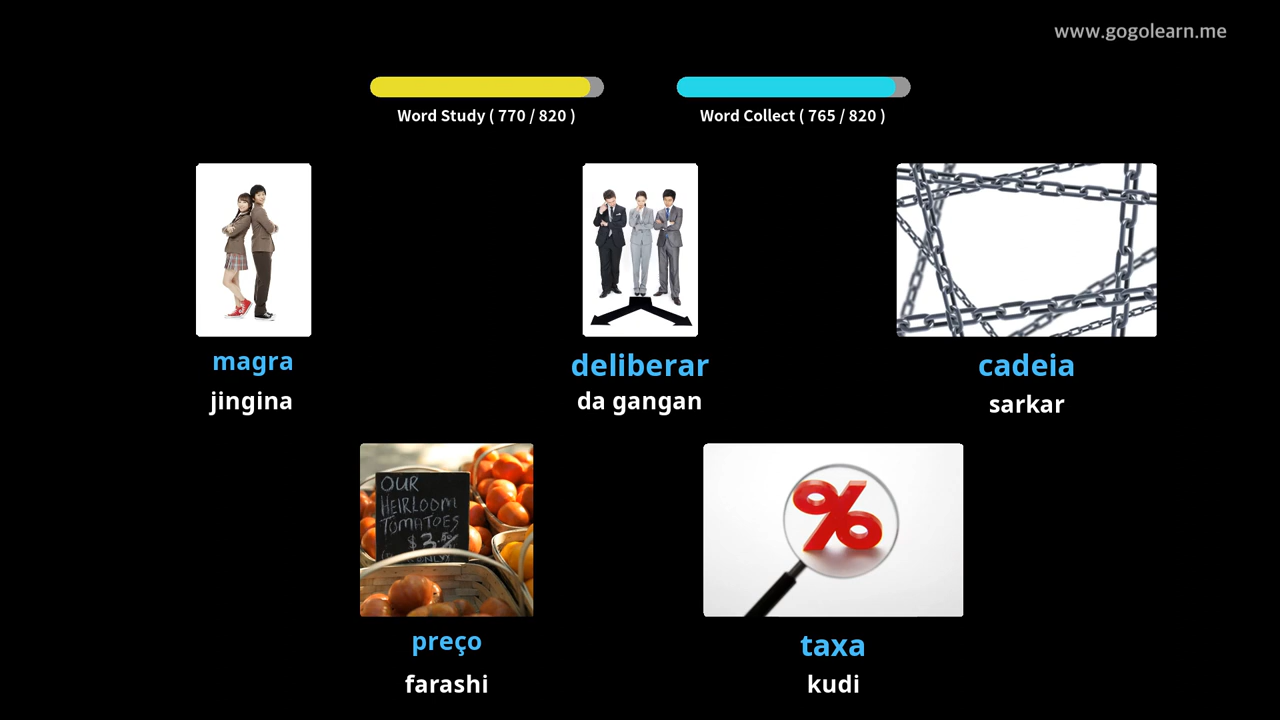 www.gogolearn.me
Word Study ( 770 / 820 )
Word Collect ( 765 / 820 )
magra
jingina
deliberar
da gangan
cadeia
sarkar
OUR
HEIRLOOM
TOMATOES
preço
farashi
taxa
kudi
%